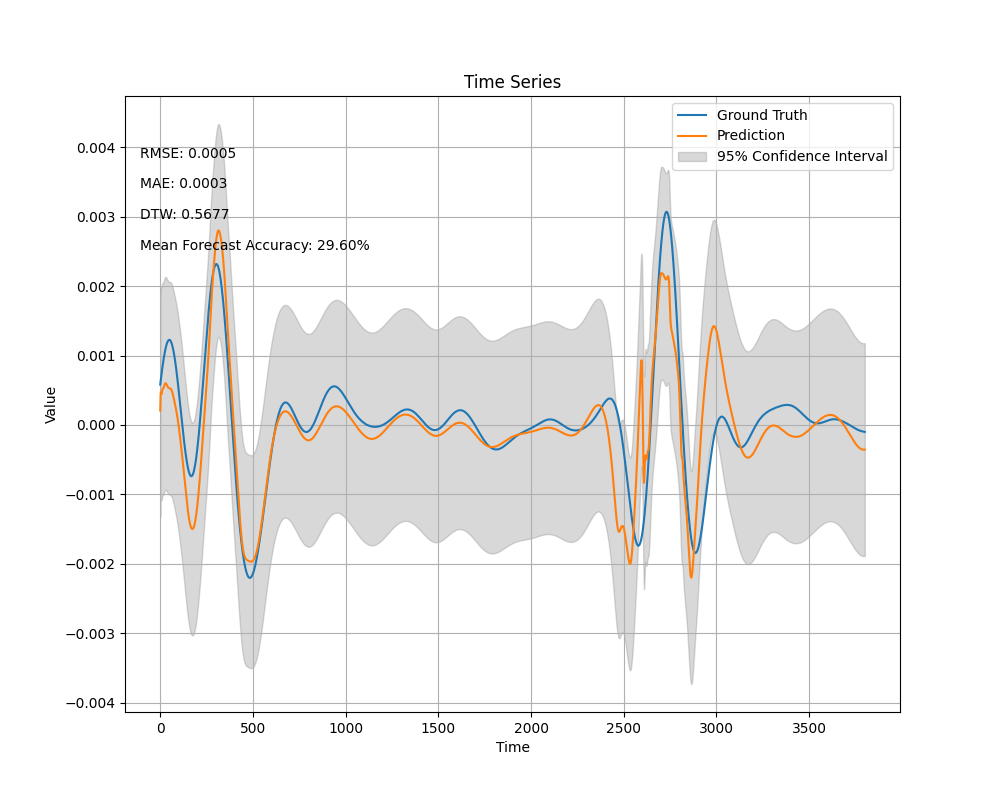 Time Series
Ground Truth
Prediction
95% Confidence Interval
RMSE: 0.0005
MAE: 0.0003
DTW: 0.5677
Mean Forecast Accuracy: 29.60%
Value
0.004
0.003
0.002
0.001
0.000
−0.001
−0.002
−0.003
−0.004
0 500 1000 1500 2000 2500 3000 3500
Time